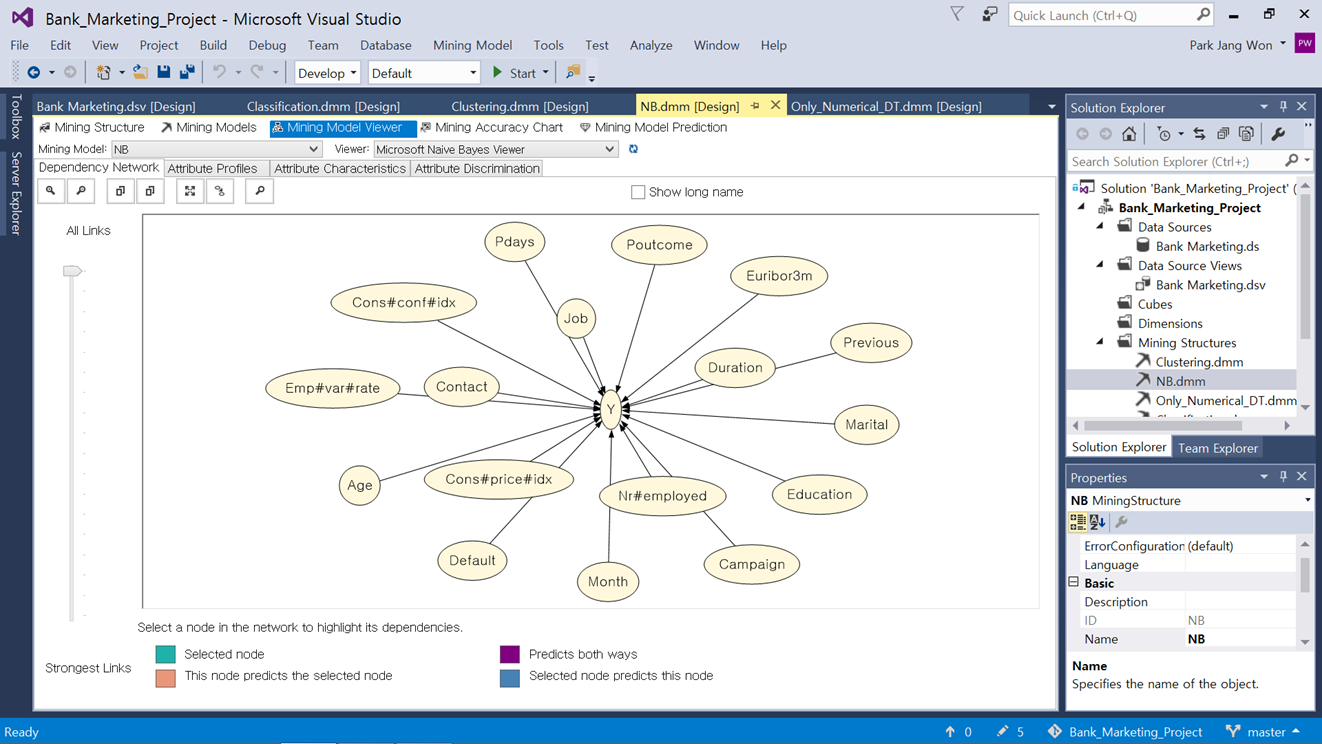 Bank_Marketing_Project - Microsoft Visual Studio
Quick Launch (Ctrl+Q)
File Edit View Project Build Debug Team Database Mining Model Tools Test Analyze Window Help
Park Jang Won PW
Develop Default Start
Toolbox
Server Explorer
Bank Marketing.dsv [Design] Classification.dmm [Design] Clustering.dmm [Design] NB.dmm [Design] Only_Numerical_DT.dmm [Design]
Mining Structure Mining Models Mining Model Viewer Mining Accuracy Chart Mining Model Prediction
Mining Model: NB Viewer: Microsoft Naive Bayes Viewer
Dependency Network Attribute Profiles Attribute Characteristics Attribute Discrimination
Show long name
All Links
Pdays
Poutcome
Euribor3m
Cons#conf#idx
Job
Previous
Duration
Emp#var#rate
Contact
Y
Marital
Age
Cons#price#idx
Nr#employed
Education
Default
Month
Campaign
Select a node in the network to highlight its dependencies.
Strongest Links
Selected node
Predicts both ways
This node predicts the selected node
Selected node predicts this node
Solution Explorer
Search Solution Explorer (Ctrl+;)
Solution 'Bank_Marketing_Project' (
Bank_Marketing_Project
Data Sources
Bank Marketing.ds
Data Source Views
Bank Marketing.dsv
Cubes
Dimensions
Mining Structures
Clustering.dmm
NB.dmm
Only_Numerical_DT.dmm
Solution Explorer Team Explorer
Properties
NB MiningStructure
ErrorConfiguration (default)
Language
Basic
Description
ID NB
Name NB
Name
Specifies the name of the object.
Ready
0 5 Bank_Marketing_Project master